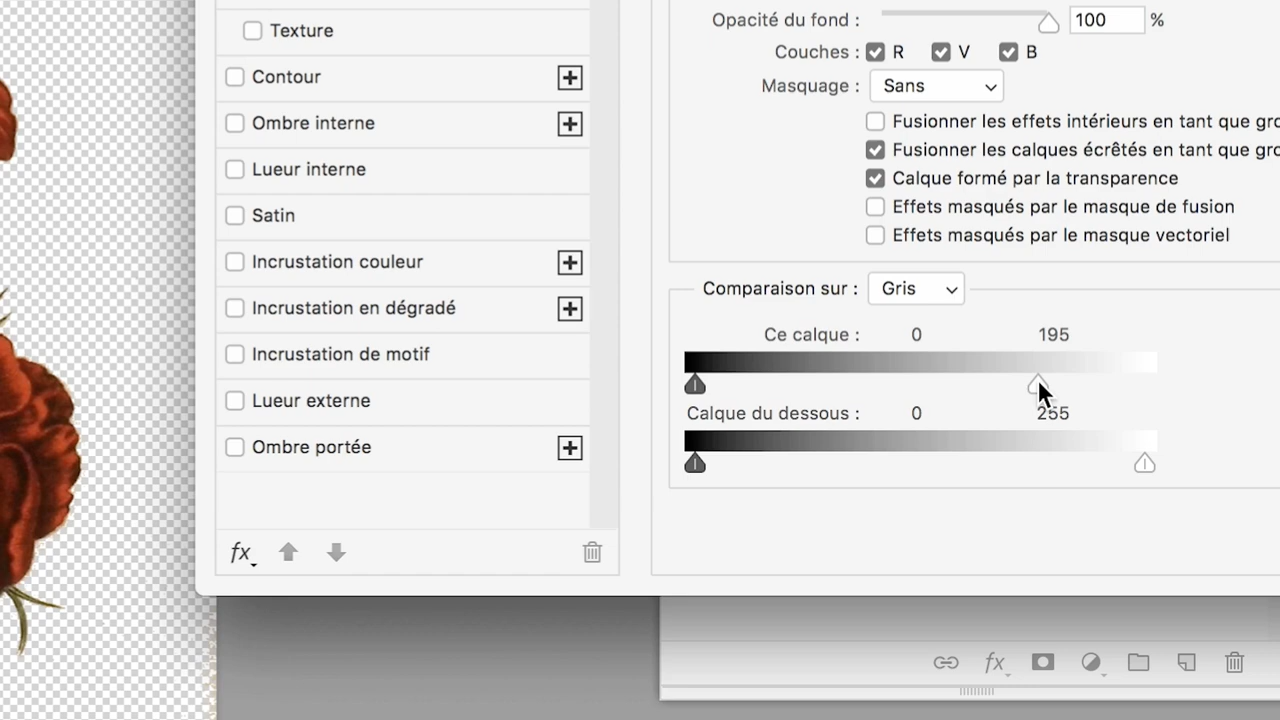 Texture
Contour
Ombre interne
Lueur interne
Satin
Incrustation couleur
Incrustation en dégradé
Incrustation de motif
Lueur externe
Ombre portée
fx
Opacité du fond : 100 %
Couches : R V B
Masquage : Sans
Fusionner les effets intérieurs en tant que
Fusionner les calques écrêtés en tant que
Calque formé par la transparence
Effets masqués par le masque de fusion
Effets masqués par le masque vectoriel
Comparaison sur : Gris
Ce calque : 0 195
Calque du dessous : 0 255
fx